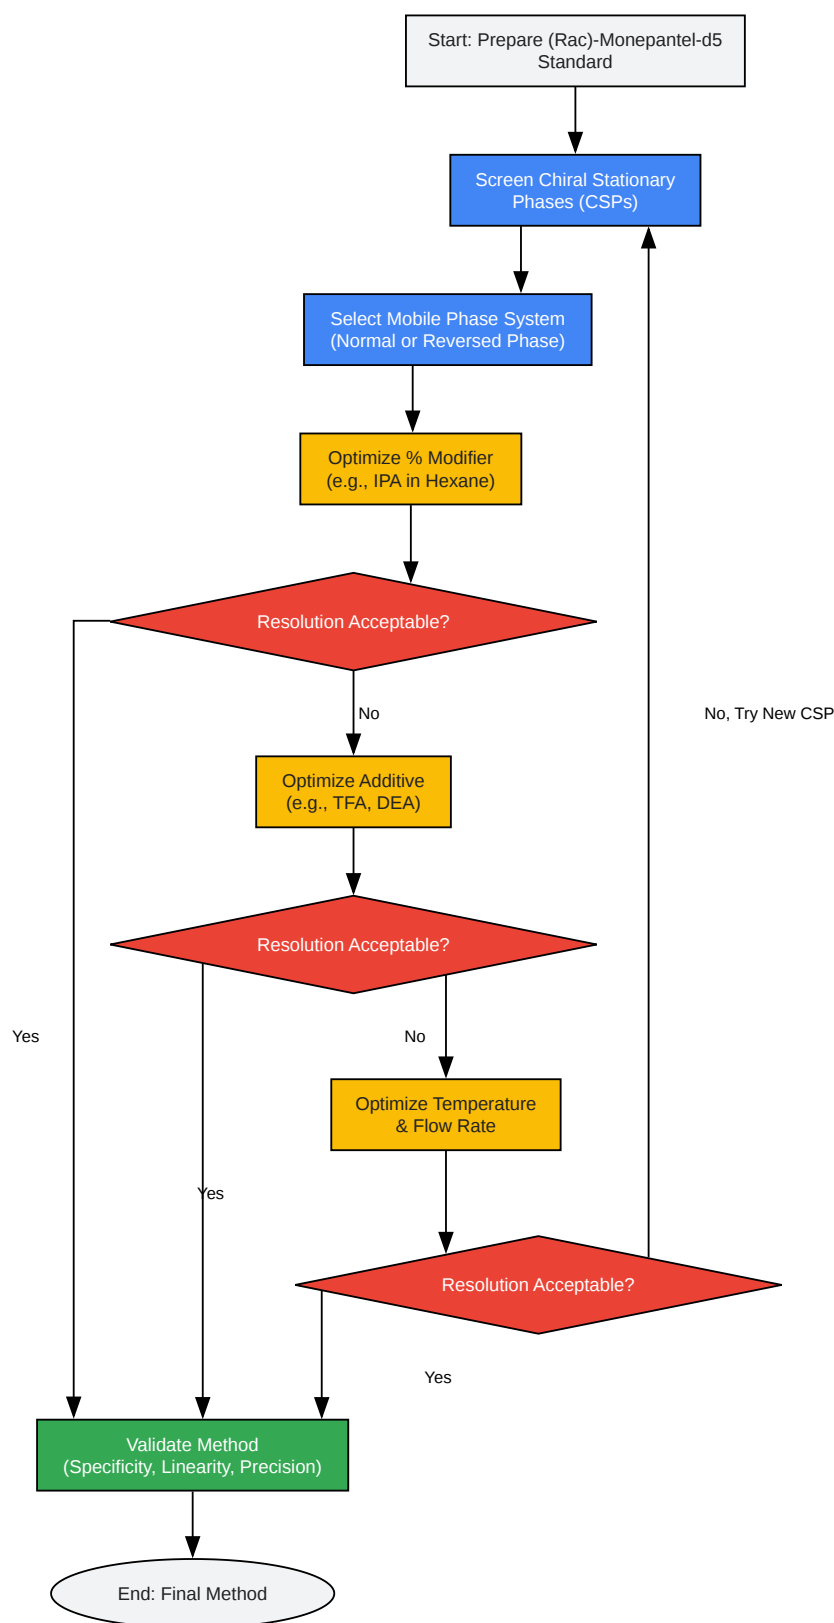 Start: Prepare (Rac)-Monepantel-d5
Standard
Screen Chiral Stationary
Phases (CSPs)
Select Mobile Phase System
(Normal or Reversed Phase)
Optimize % Modifier
(e.g., IPA in Hexane)
Resolution Acceptable?
No
No, Try New CSP
Optimize Additive
(e.g., TFA, DEA)
Resolution Acceptable?
Yes
No
Optimize Temperature
& Flow Rate
Yes
Resolution Acceptable?
Yes
Validate Method
(Specificity, Linearity, Precision)
End: Final Method